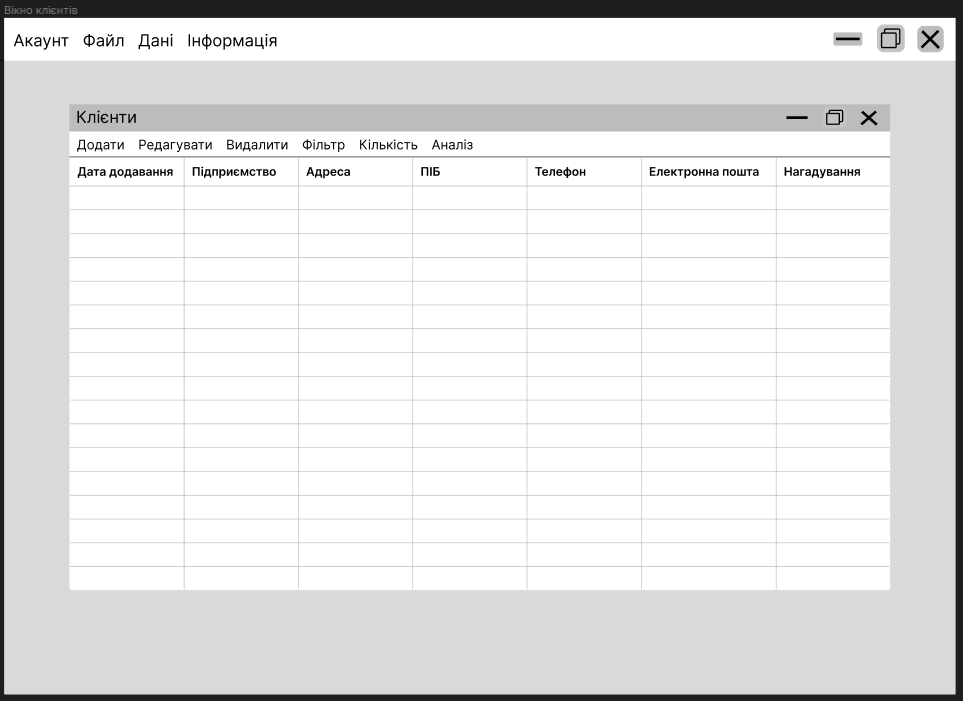 Вікно клієнтів
Акаунт Файл Дані Інформація
Клієнти
Додати Редагувати Видалити Фільтр Кількість Аналіз
Дата додавання Підприємство Адреса ПІБ Телефон Електронна пошта Нагадування